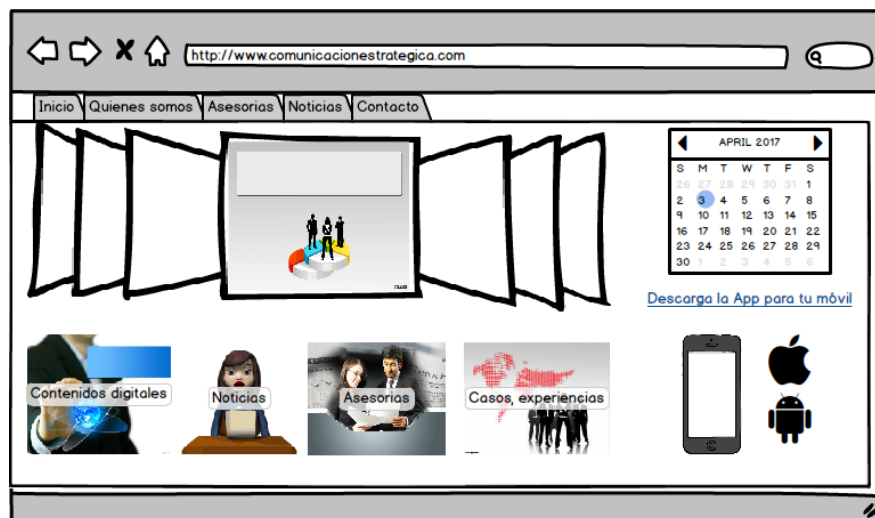 http://www.comunicacionestrategica.com
Inicio Quienes somos Asesorias Noticias Contacto
APRIL 2017
S M T W T F S
26 27 28 29 30 31 1
2 3 4 5 6 7 8
9 10 11 12 13 14 15
16 17 18 19 20 21 22
23 24 25 26 27 28 29
30 1 2 3 4 5 6
Descarga la App para tu móvil
Contenidos digitales
Noticias
Asesorias
Casos, experiencias